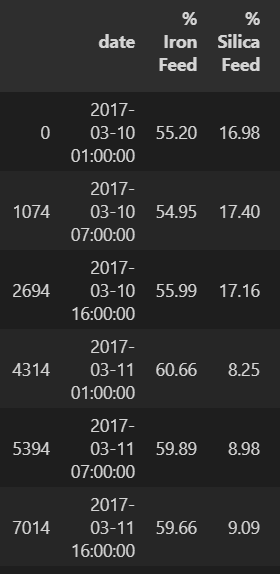 %
%
Iron
Silica
date
Feed
Feed
2017-
0 03-10 55.20 16.98
01:00:00
2017-
1074 03-10 54.95 17.40
07:00:00
2017-
2694 03-10 55.99 17.16
16:00:00
2017-
4314 03-11 60.66 8.25
01:00:00
2017-
5394 03-11 59.89 8.98
07:00:00
2017-
7014 03-11 59.66 9.09
16:00:00